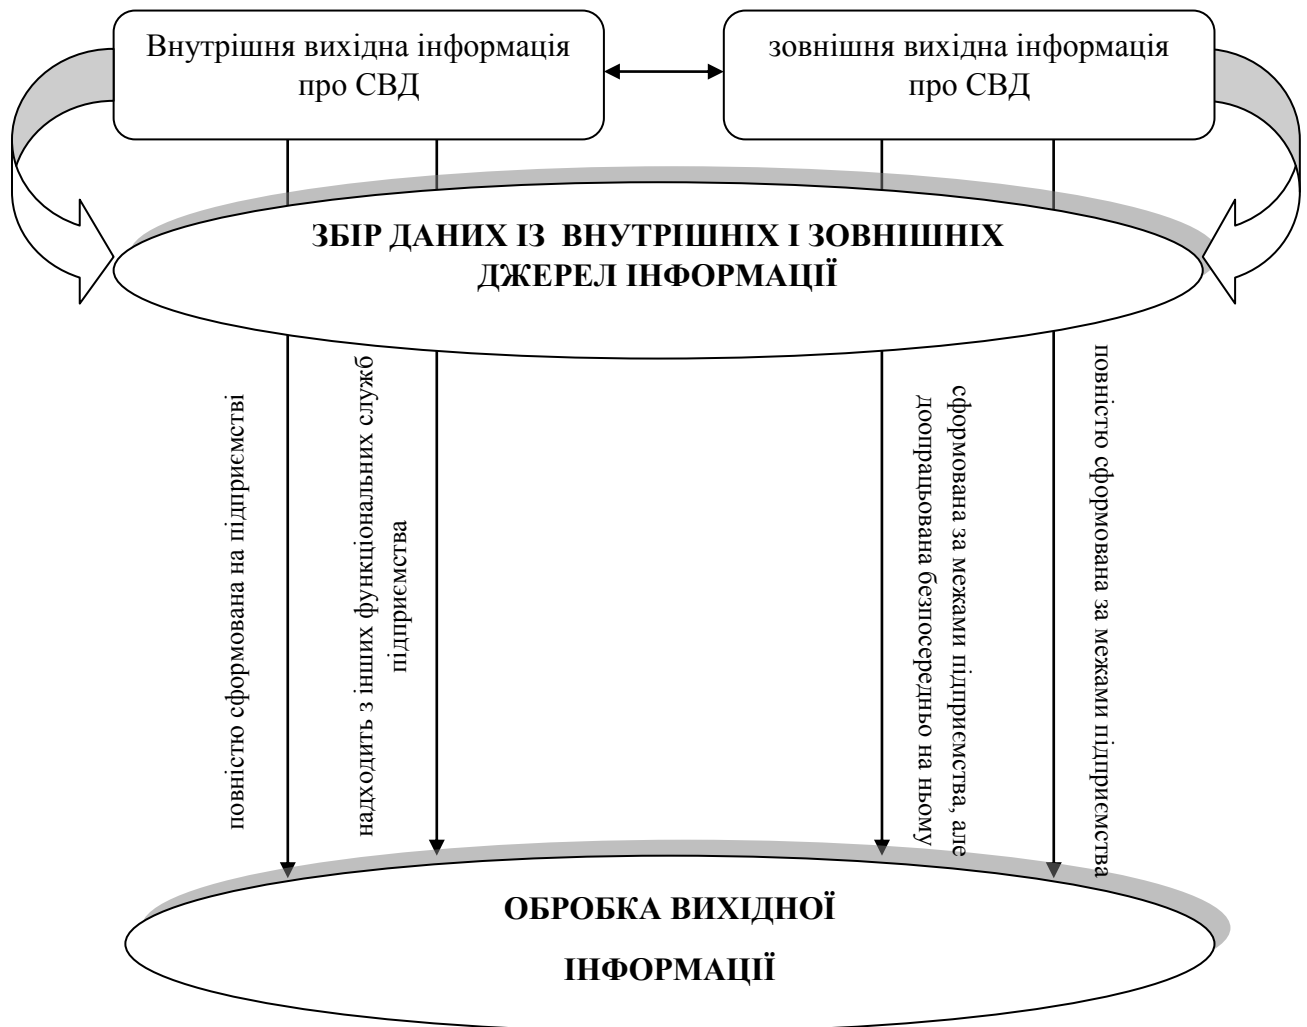 Внутрішня вихідна інформація
про СВД
зовнішня вихідна інформація
про СВД
ЗБІР ДАНИХ ІЗ ВНУТРІШНІХ І ЗОВНІШНІХ
ДЖЕРЕЛ ІНФОРМАЦІЇ
повністю сформована на підприємстві
надходить з інших функціональних служб
підприємства
сформована за межами підприємства, але
доопрацьована безпосередньо на ньому
повністю сформована за межами підприємства
ОБРОБКА ВИХІДНОЇ
ІНФОРМАЦІЇ